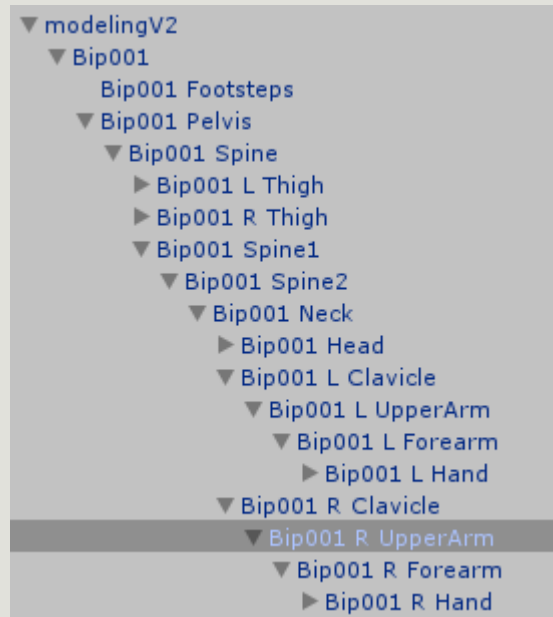 modelingV2
Bip001
Bip001 Footsteps
Bip001 Pelvis
Bip001 Spine
Bip001 L Thigh
Bip001 R Thigh
Bip001 Spine1
Bip001 Spine2
Bip001 Neck
Bip001 Head
Bip001 L Clavicle
Bip001 L UpperArm
Bip001 L Forearm
Bip001 L Hand
Bip001 R Clavicle
Bip001 R UpperArm
Bip001 R Forearm
Bip001 R Hand